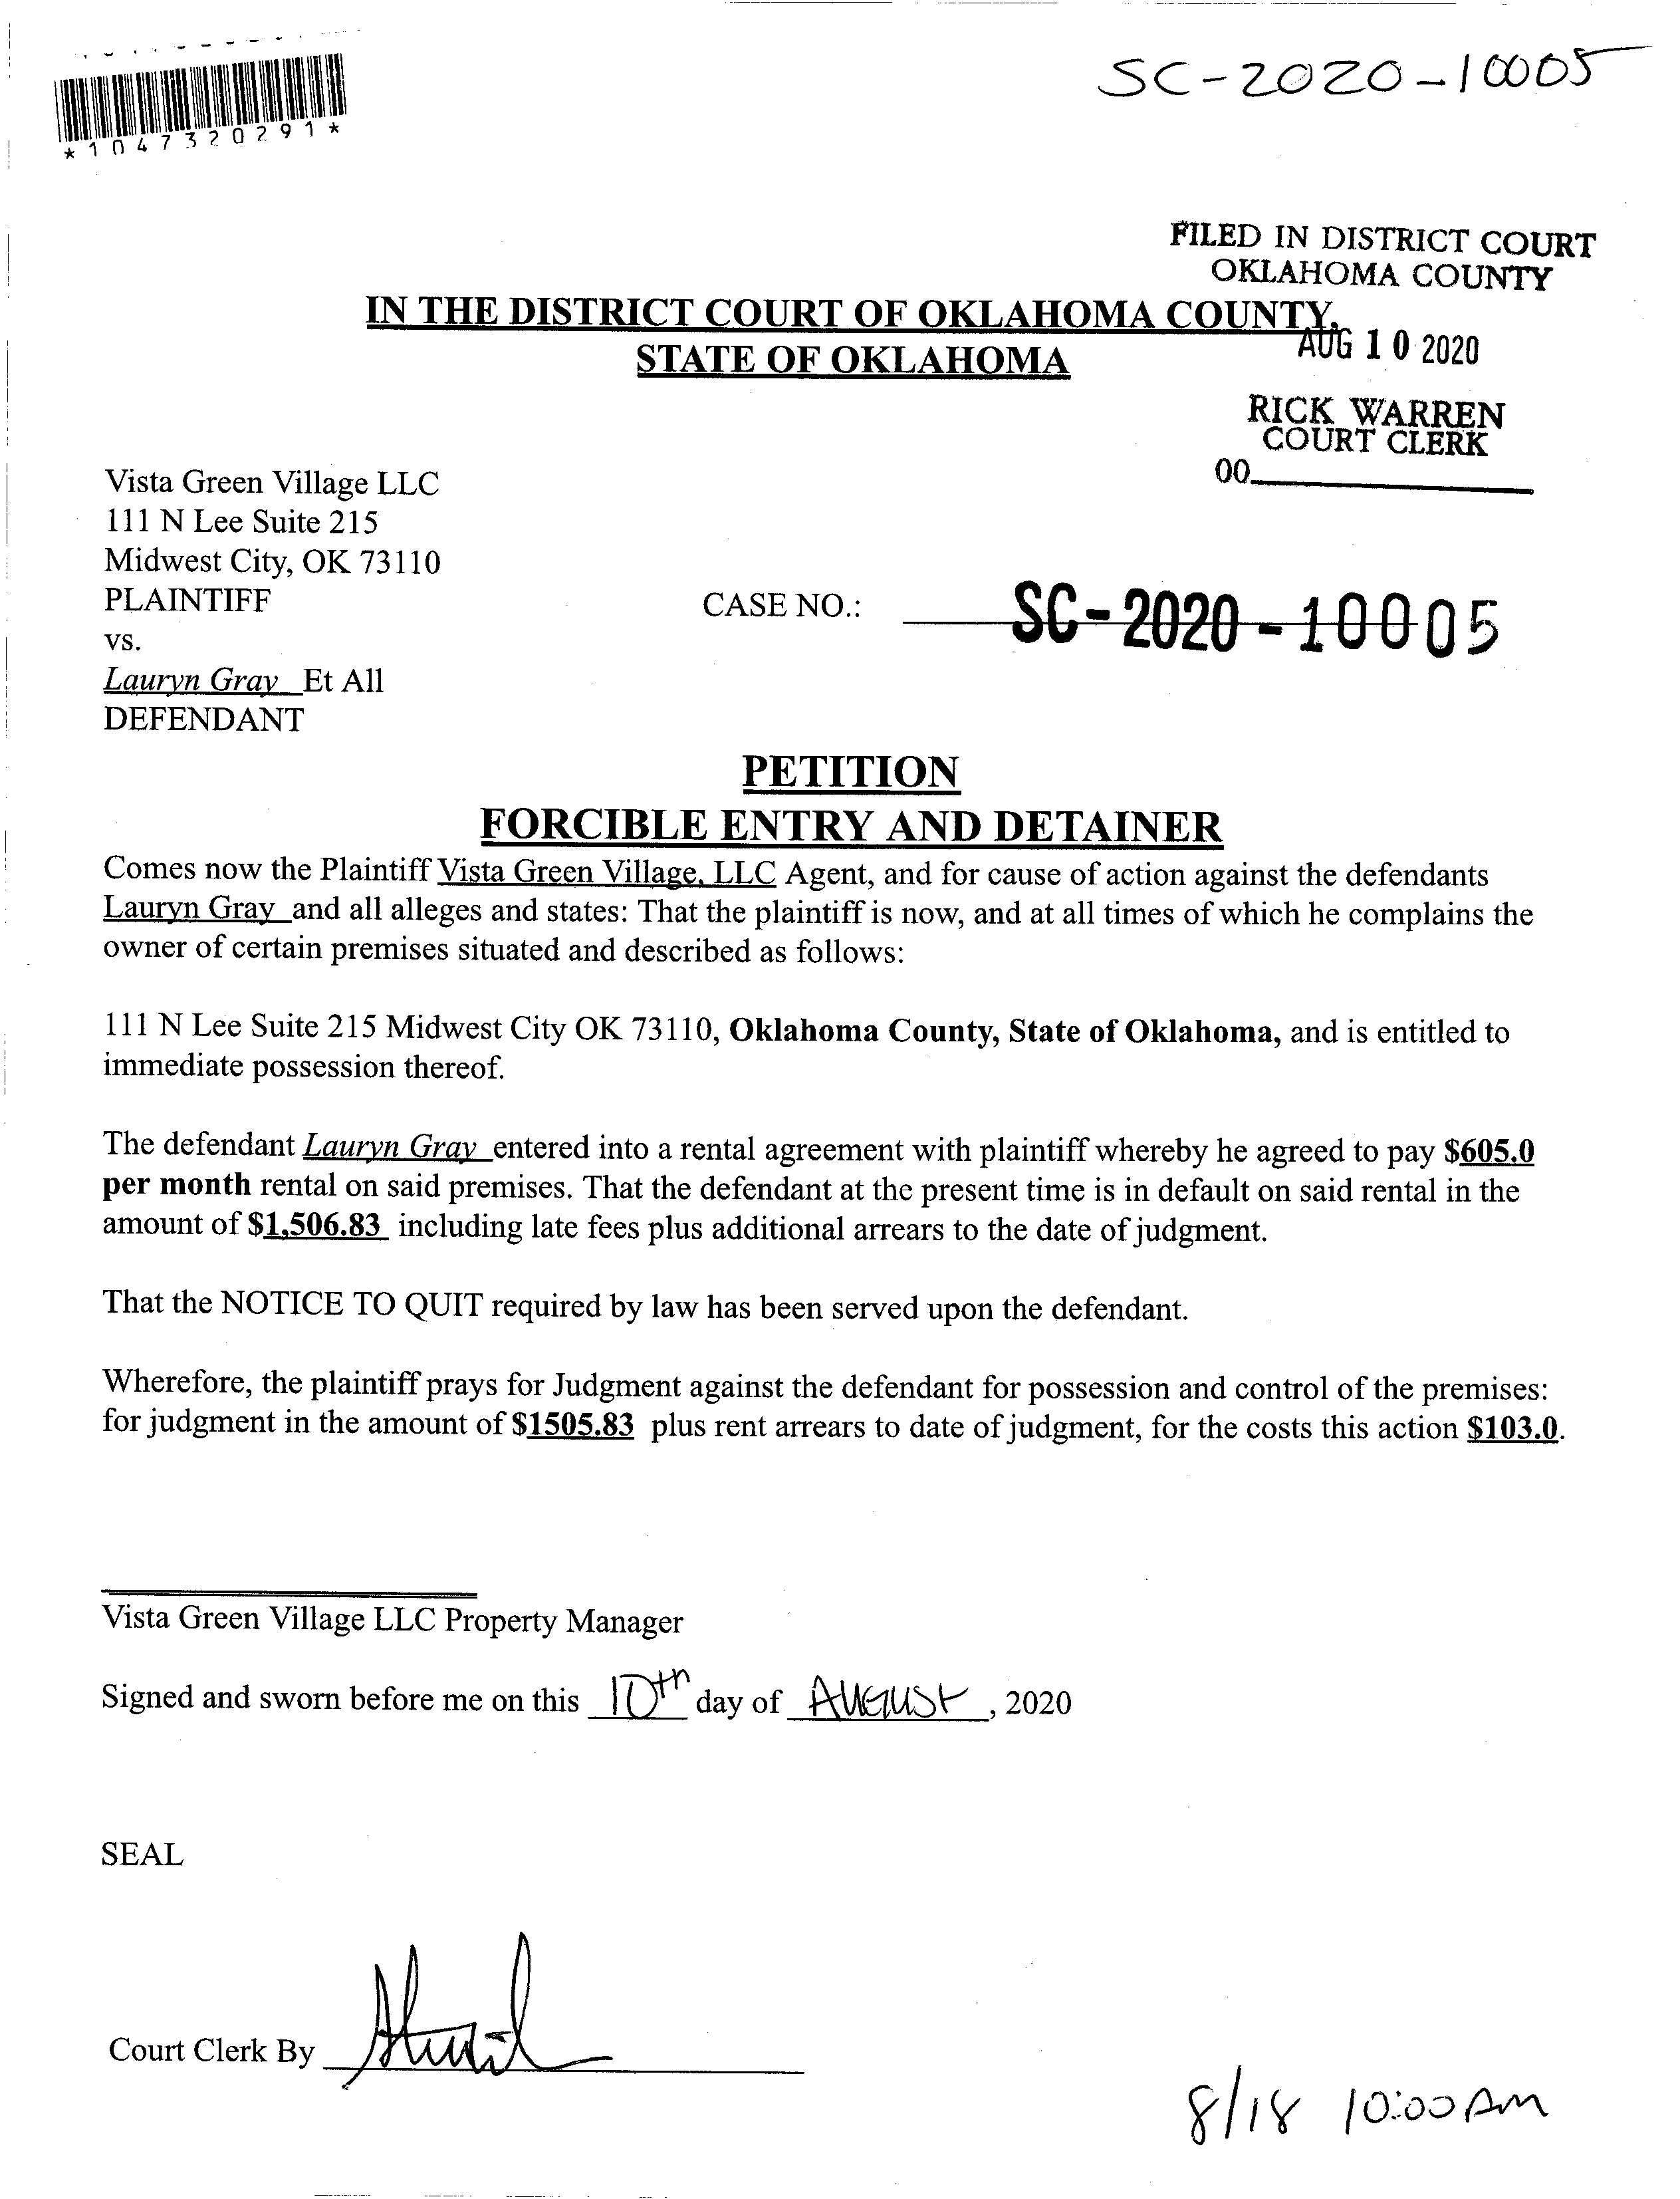 SC-2020-10005
*1047320291*
FILED IN DISTRICT COURT
OKLAHOMA COUNTY
IN THE DISTRICT COURT OF OKLAHOMA COUNTY,
STATE OF OKLAHOMA
AUG 10 2020
RICK WARREN
COURT CLERK
00
Vista Green Village LLC
111 N Lee Suite 215
Midwest City, OK 73110
PLAINTIFF
CASE NO.: SC-2020-10005
vs.
Lauryn Gray Et All
DEFENDANT
PETITION
FORCIBLE ENTRY AND DETAINER
Comes now the Plaintiff Vista Green Village, LLC Agent, and for cause of action against the defendants
Lauryn Gray and all alleges and states: That the plaintiff is now, and at all times of which he complains the
owner of certain premises situated and described as follows:
111 N Lee Suite 215 Midwest City OK 73110, Oklahoma County, State of Oklahoma, and is entitled to
immediate possession thereof.
The defendant Lauryn Gray entered into a rental agreement with plaintiff whereby he agreed to pay $605.0
per month rental on said premises. That the defendant at the present time is in default on said rental in the
amount of $1,506.83 including late fees plus additional arrears to the date of judgment.
That the NOTICE TO QUIT required by law has been served upon the defendant.
Wherefore, the plaintiff prays for Judgment against the defendant for possession and control of the premises:
for judgment in the amount of $1505.83 plus rent arrears to date of judgment, for the costs this action $103.0.
Vista Green Village LLC Property Manager
Signed and sworn before me on this 10th day of AUGUST, 2020
SEAL
Court Clerk By
8/18 10:00 AM